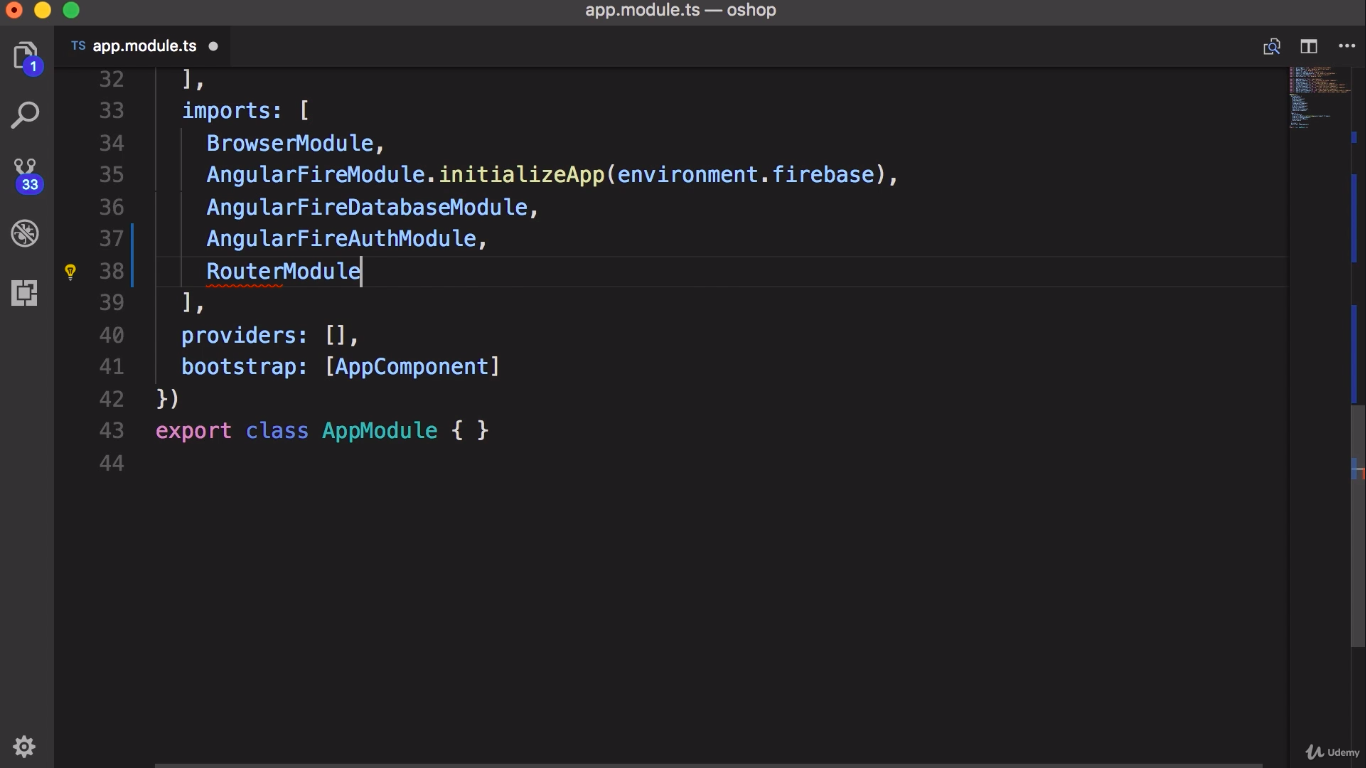 app.module.ts — oshop
TS app.module.ts
1
33
32 ],
33 imports: [
34 BrowserModule,
35 AngularFireModule.initializeApp(environment.firebase),
36 AngularFireDatabaseModule,
37 AngularFireAuthModule,
38 RouterModule
39 ],
40 providers: [],
41 bootstrap: [AppComponent]
42 })
43 export class AppModule { }
44
Udemy